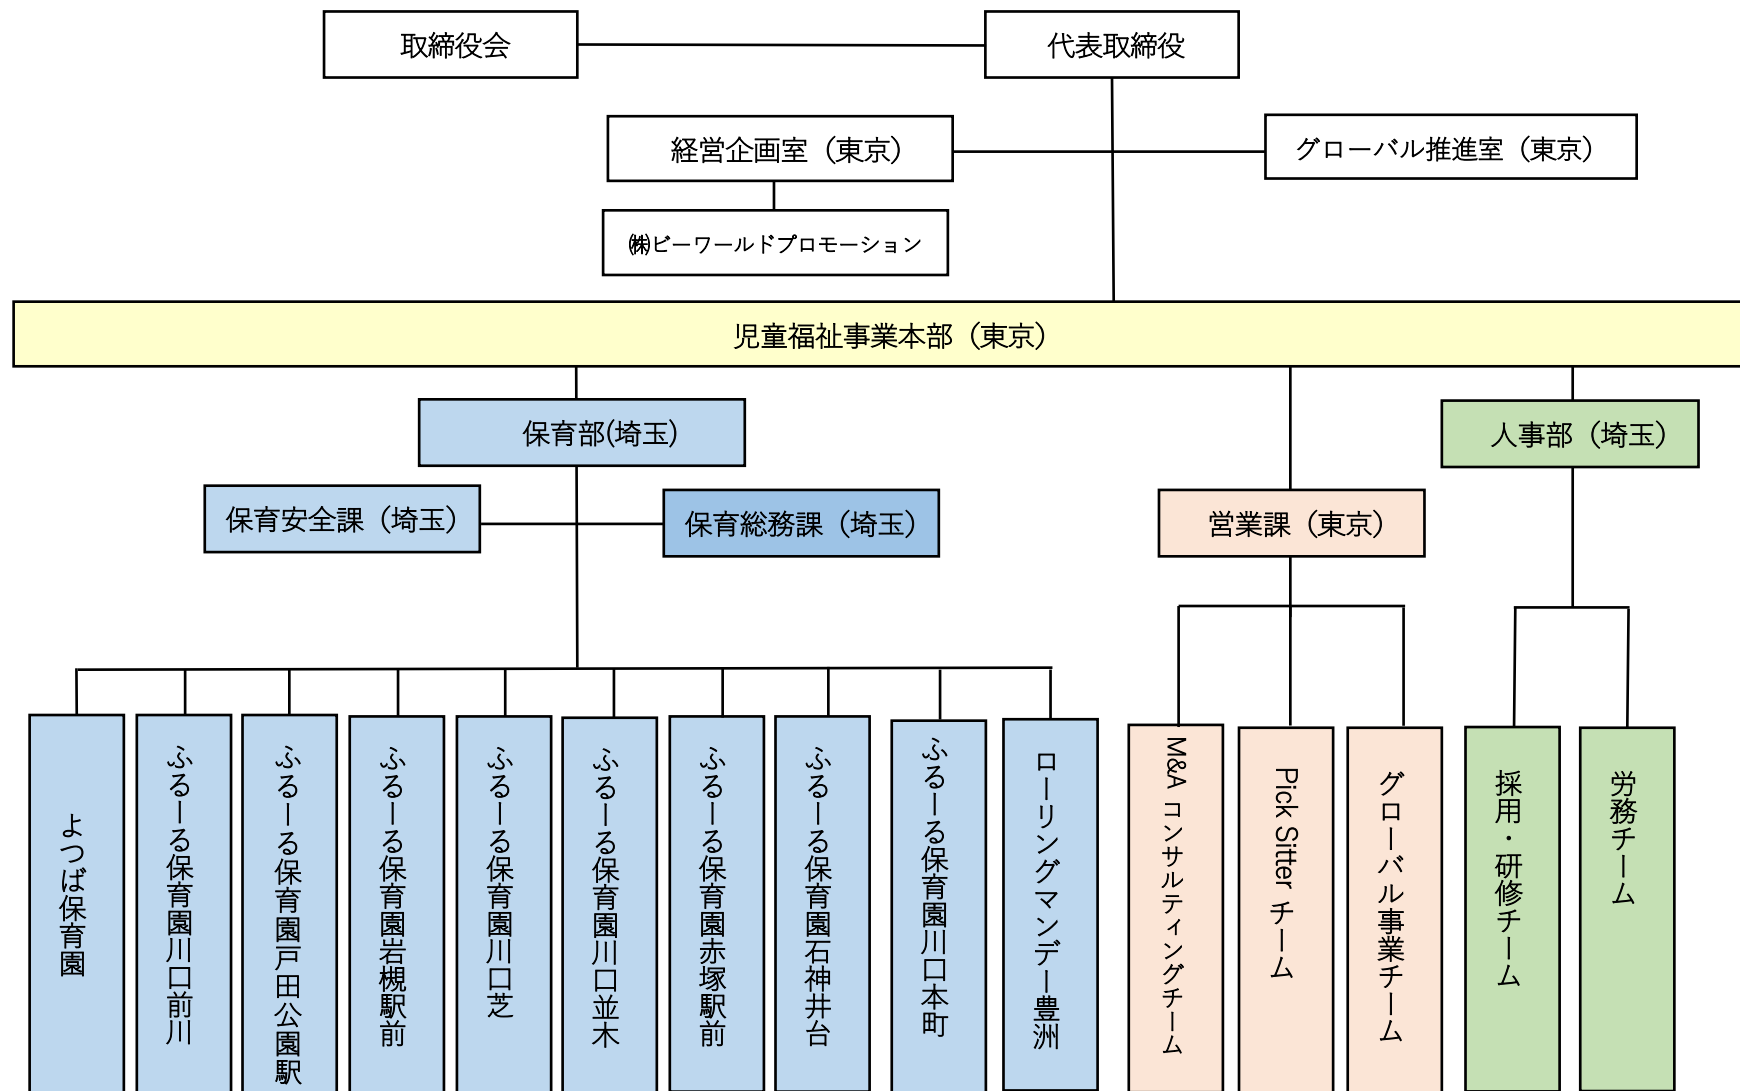 取締役会
代表取締役
経営企画室（東京）
グローバル推進室（東京）
㈱ビーワールドプロモーション
児童福祉事業本部（東京）
保育部(埼玉)
人事部（埼玉）
保育安全課（埼玉）
保育総務課（埼玉）
営業課（東京）
よつば保育園
ふるーる保育園川口前川
ふるーる保育園戸田公園駅
ふるーる保育園岩槻駅前
ふるーる保育園川口芝
ふるーる保育園川口並木
ふるーる保育園赤塚駅前
ふるーる保育園石神井台
ふるーる保育園川口本町
ローリングマンデー豊洲
M&A コンサルティングチーム
Pick Sitter チーム
グローバル事業チーム
採用・研修チーム
労務チーム